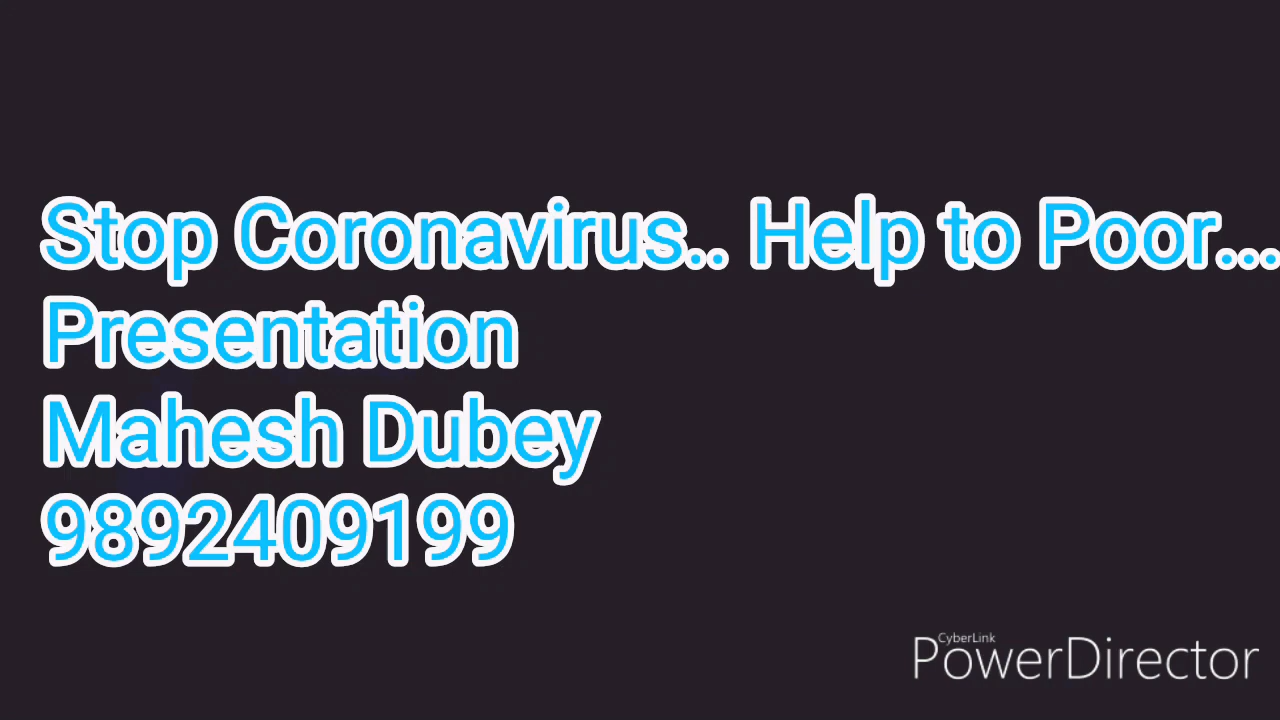 Stop Coronavirus.. Help to Poor...
Presentation
Mahesh Dubey
9892409199
CyberLink
PowerDirector